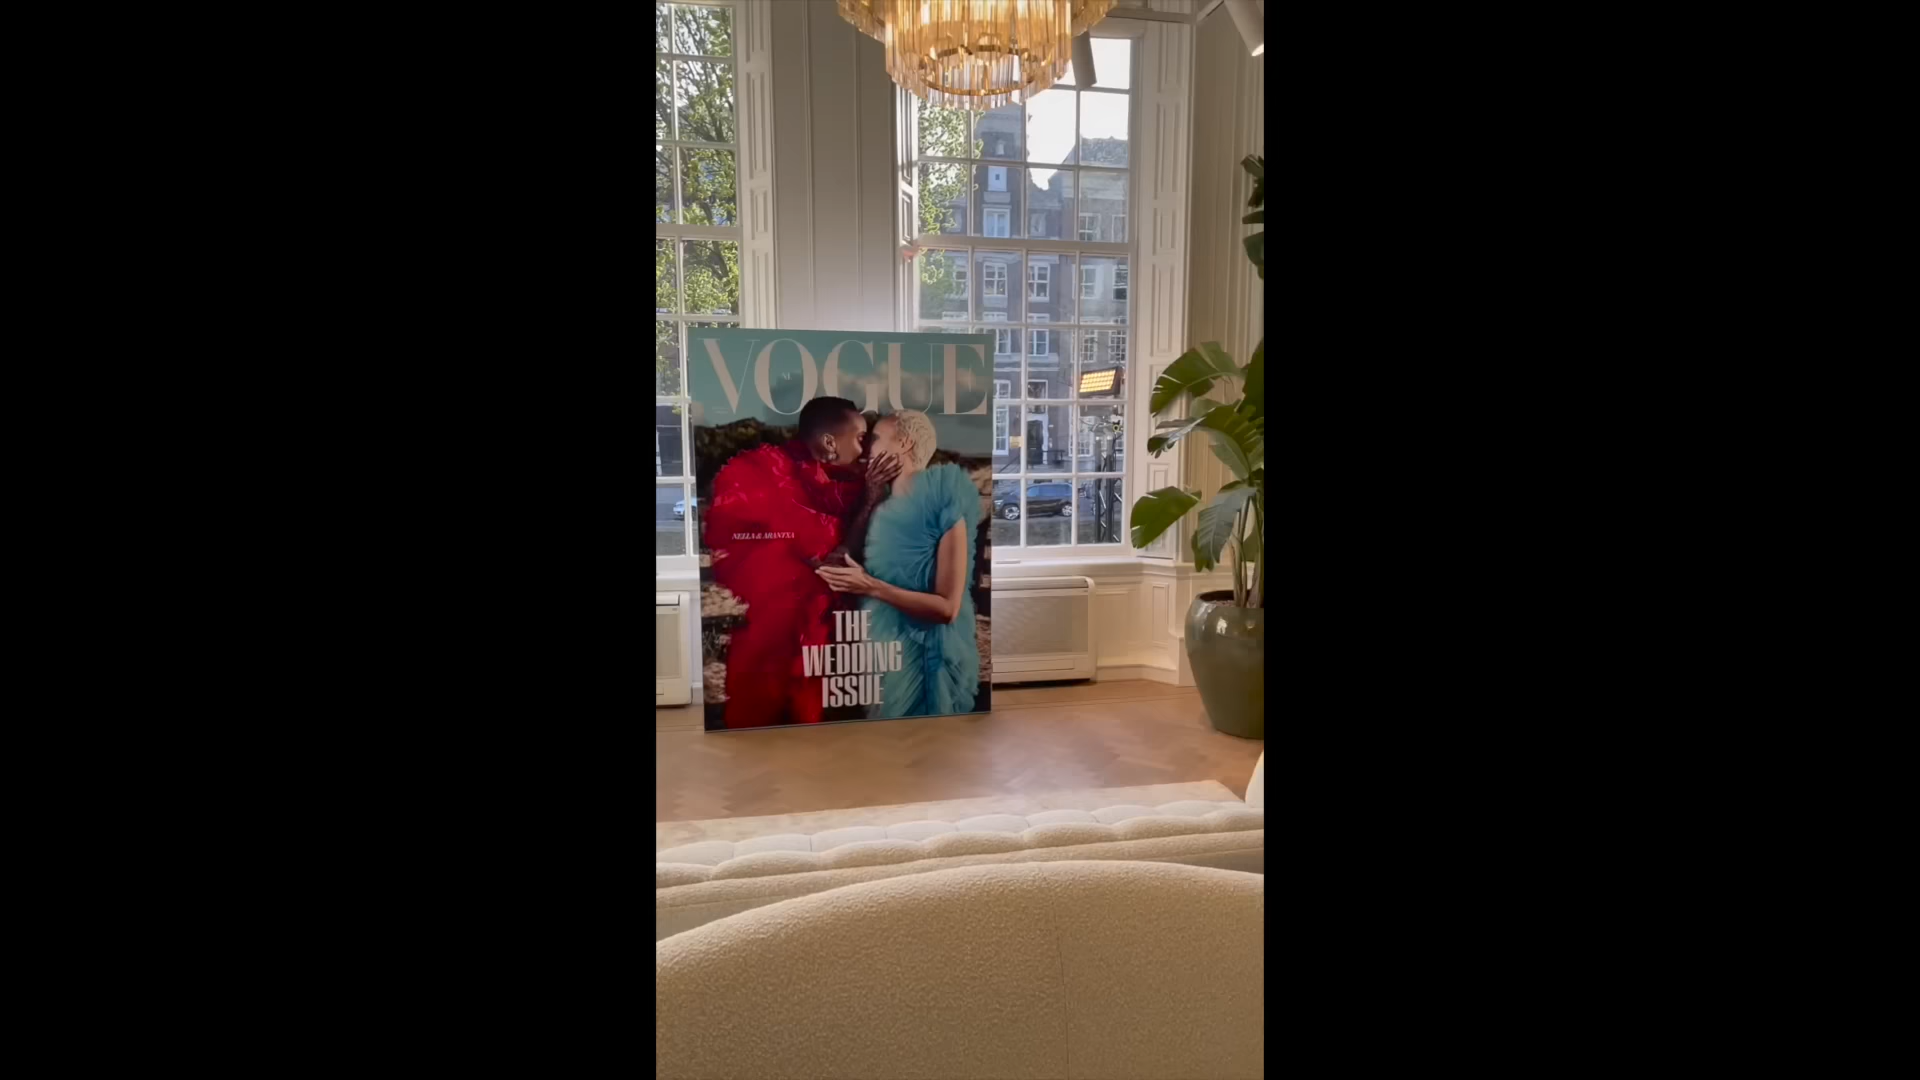 VOGUE
NELLA & ARANTXA
THE
WEDDING
ISSUE